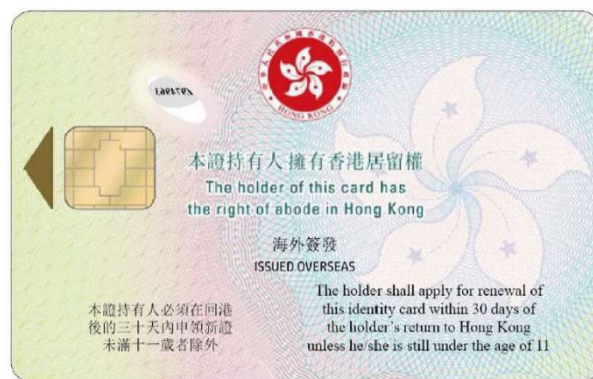 HONG KONG
本證持有人擁有香港居留權
The holder of this card has
the right of abode in Hong Kong
海外簽發
ISSUED OVERSEAS
本證持有人必須在回港
後的三十天內申領新證
未滿十一歲者除外
The holder shall apply for renewal of
this identity card within 30 days of
the holder's return to Hong Kong
unless he/she is still under the age of 11